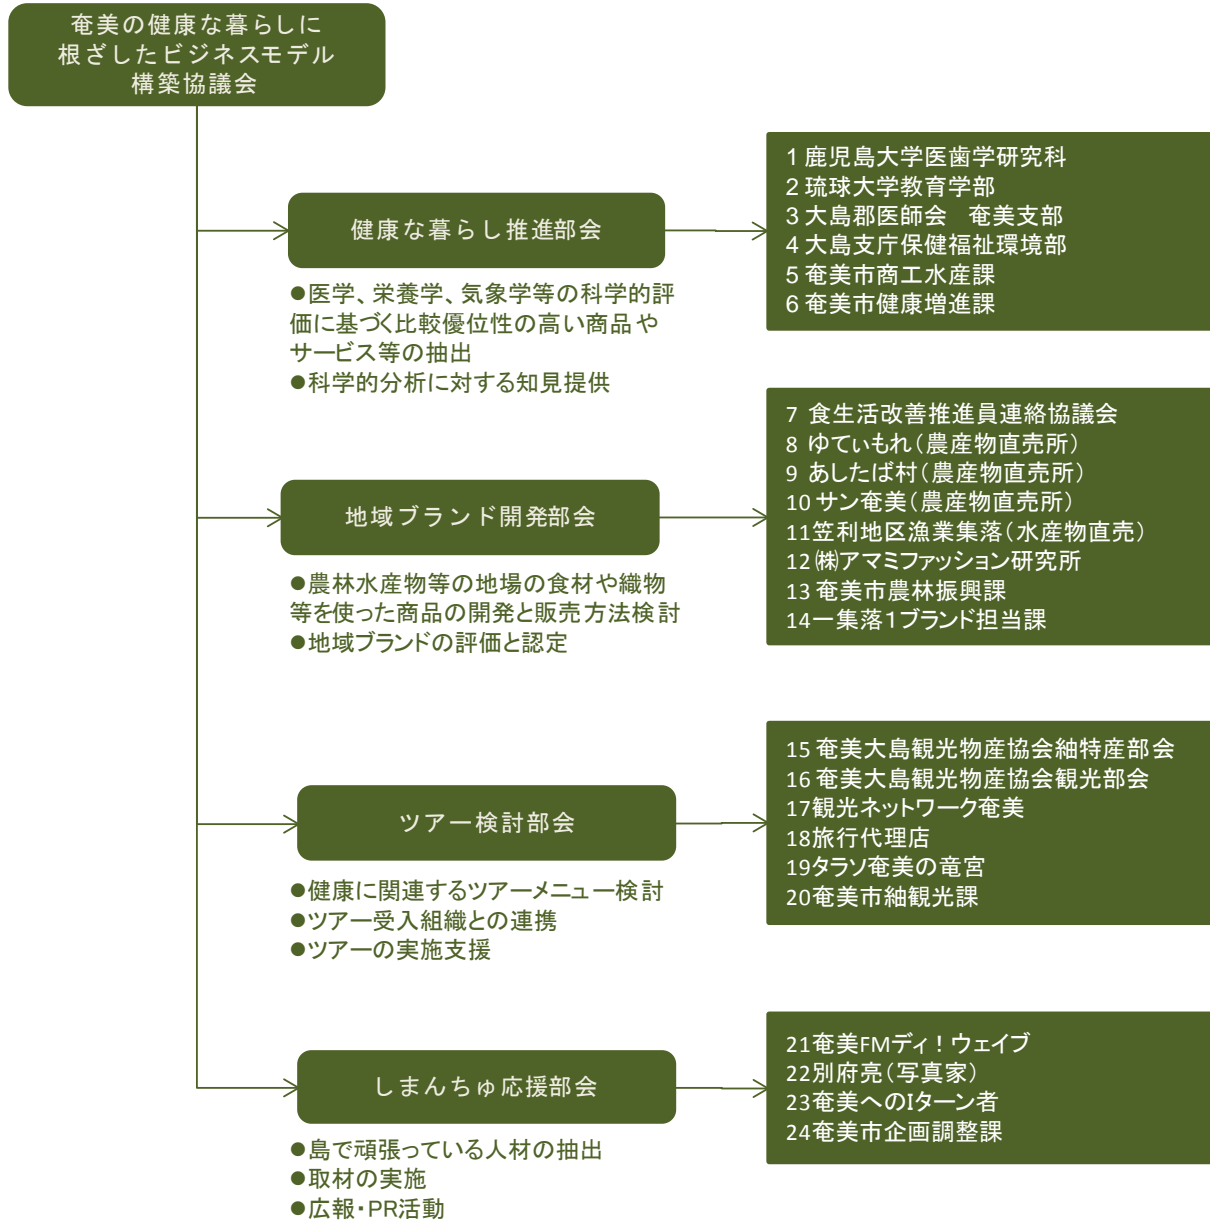 奄美の健康な暮らしに
根ざしたビジネスモデル
構築協議会
健康な暮らし推進部会
●医学、栄養学、気象学等の科学的評
価に基づく比較優位性の高い商品や
サービス等の抽出
●科学的分析に対する知見提供
1 鹿児島大学医歯学研究科
2 琉球大学教育学部
3 大島郡医師会　奄美支部
4 大島支庁保健福祉環境部
5 奄美市商工水産課
6 奄美市健康増進課
地域ブランド開発部会
●農林水産物等の地場の食材や織物
等を使った商品の開発と販売方法検討
●地域ブランドの評価と認定
7 食生活改善推進員連絡協議会
8 ゆてぃもれ（農産物直売所）
9 あしたば村（農産物直売所）
10 サン奄美（農産物直売所）
11笠利地区漁業集落（水産物直売）
12 ㈱アマミファッション研究所
13 奄美市農林振興課
14一集落１ブランド担当課
ツアー検討部会
●健康に関連するツアーメニュー検討
●ツアー受入組織との連携
●ツアーの実施支援
15 奄美大島観光物産協会紬特産部会
16 奄美大島観光物産協会観光部会
17観光ネットワーク奄美
18旅行代理店
19タラソ奄美の竜宮
20奄美市紬観光課
しまんちゅ応援部会
●島で頑張っている人材の抽出
●取材の実施
●広報・PR活動
21奄美FMディ！ウェイブ
22別府亮（写真家）
23奄美へのIターン者
24奄美市企画調整課